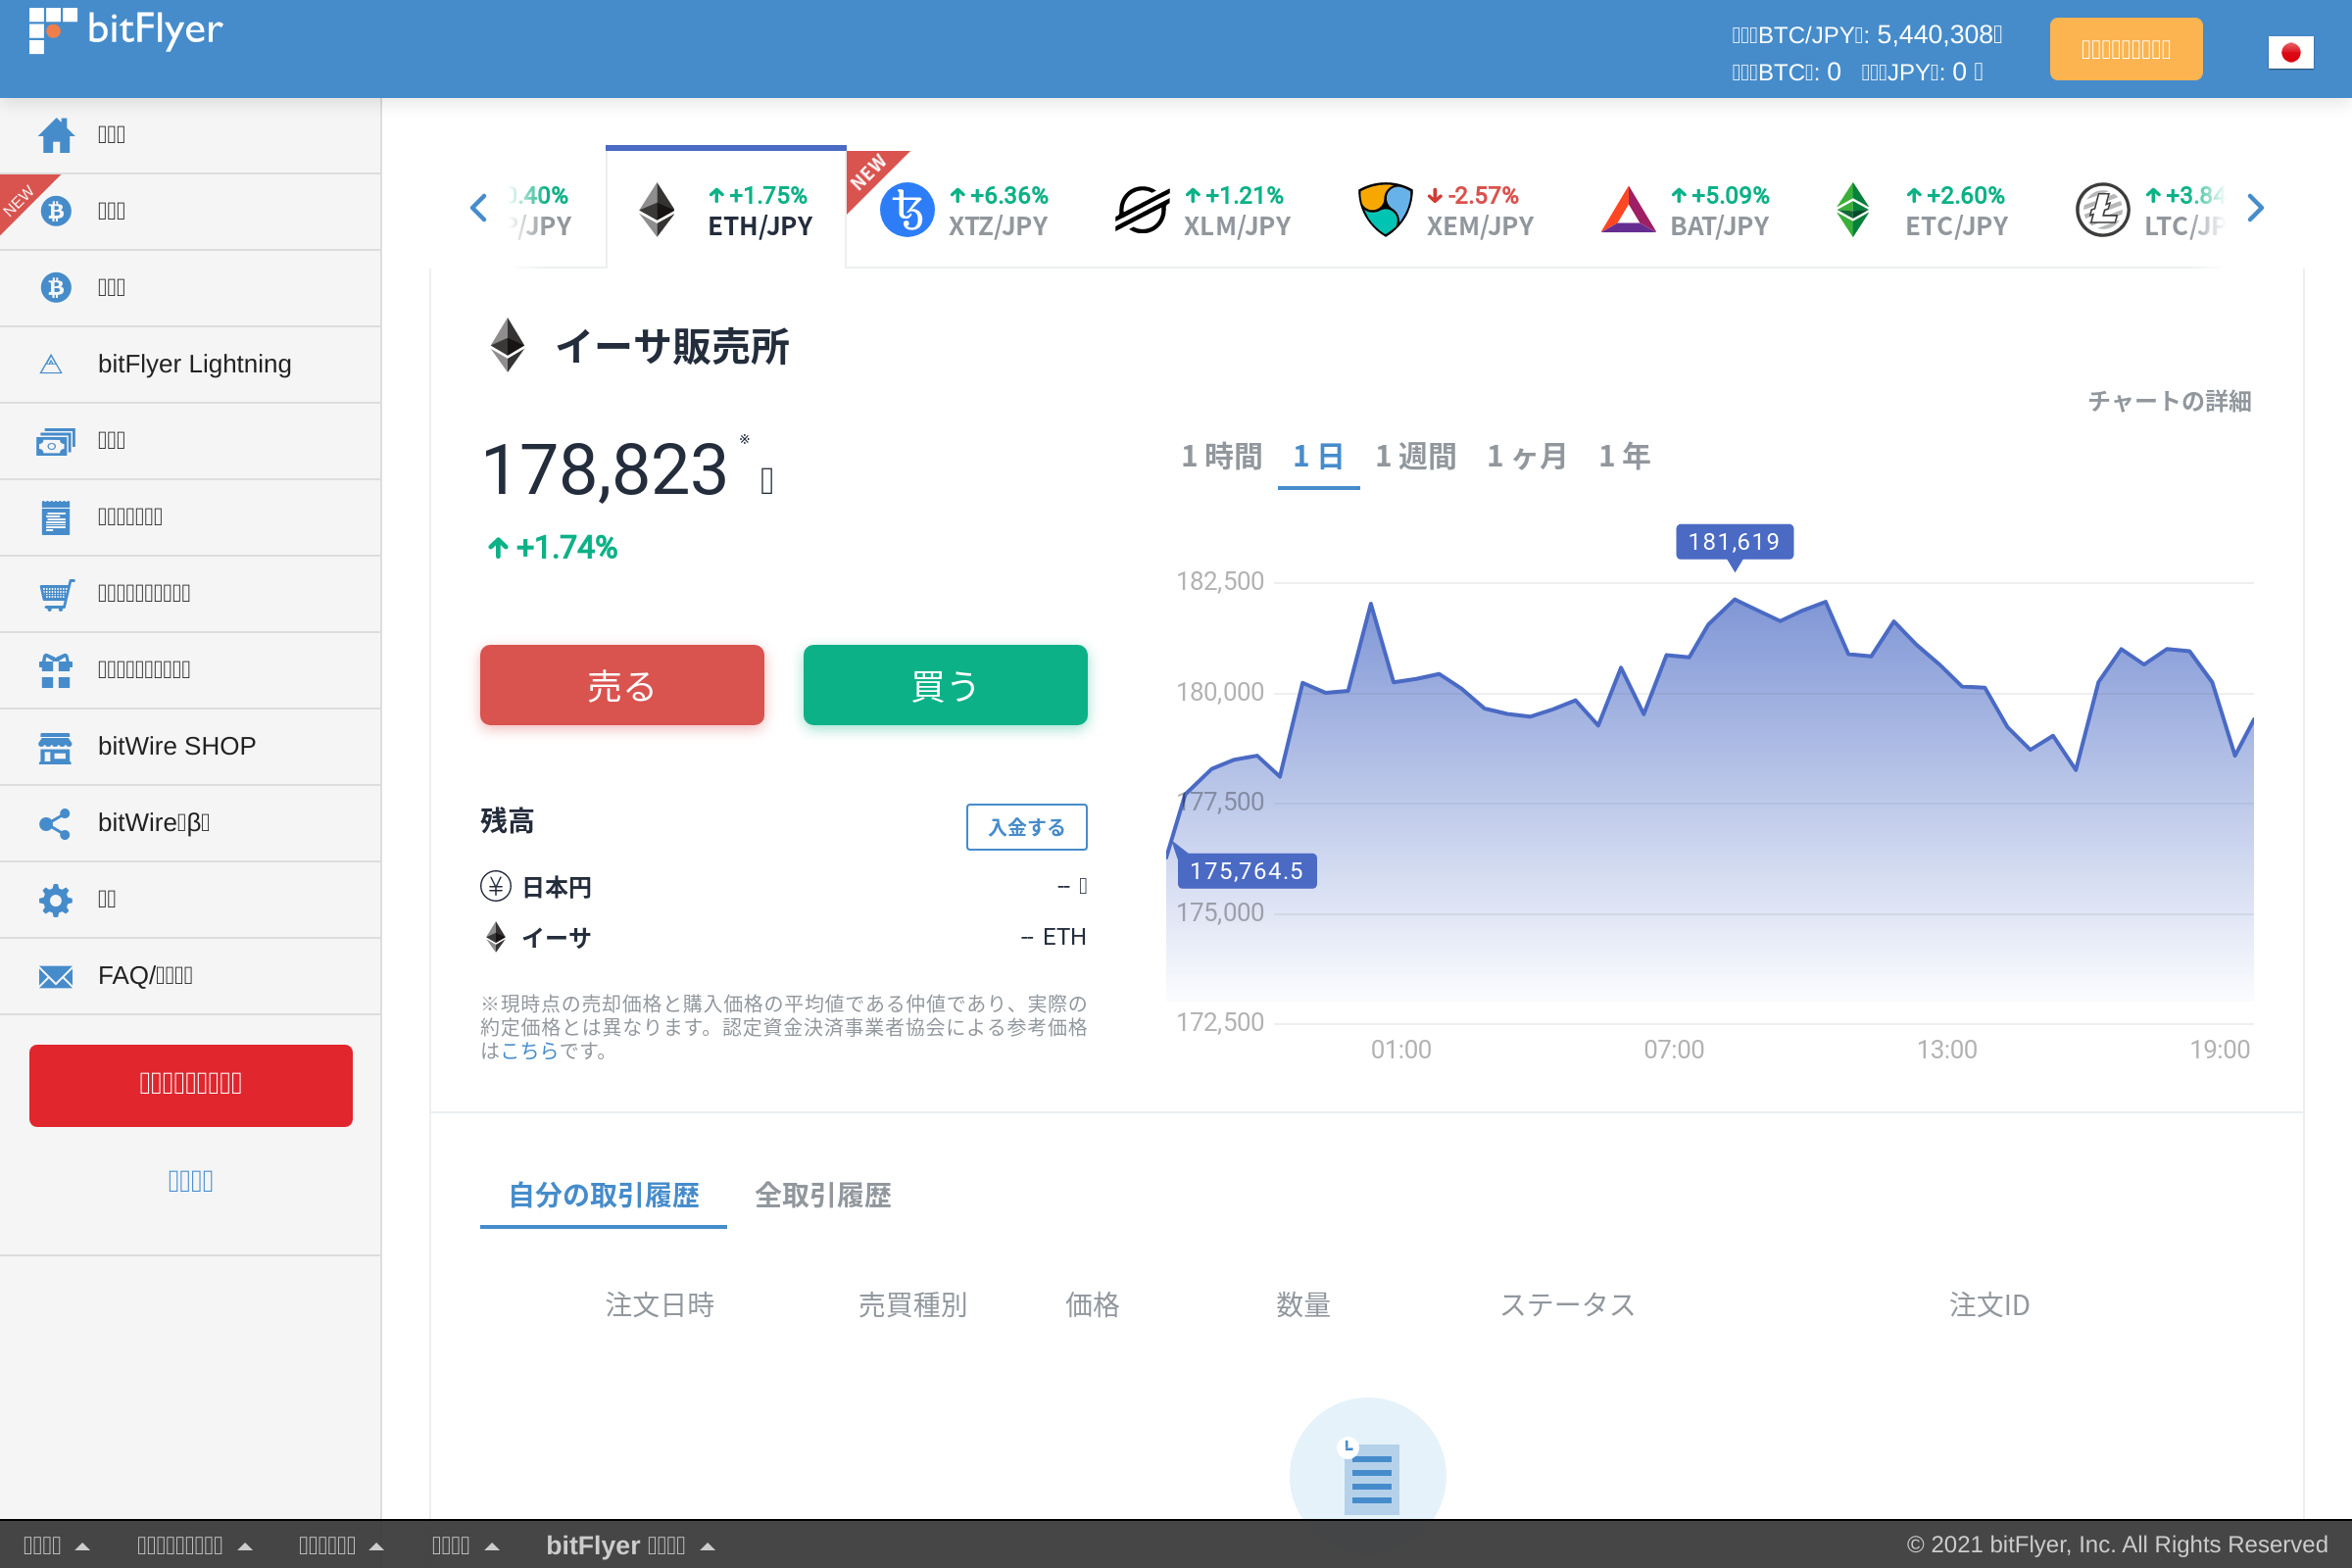 bitFlyer
BTC/JPY: 5,440,308
BTC: 0 JPY: 0
NEW
bitFlyer Lightning
bitWire SHOP
bitWire β
FAQ/
0.40%
/JPY
+1.75%
ETH/JPY
NEW
+6.36%
XTZ/JPY
+1.21%
XLM/JPY
-2.57%
XEM/JPY
+5.09%
BAT/JPY
+2.60%
ETC/JPY
+3.84
LTC/JP
イーサ販売所
チャートの詳細
178,823 ※
+1.74%
1 時間 1 日 1 週間 1 ヶ月 1 年
売る 買う
残高 入金する
日本円 --
イーサ -- ETH
※現時点の売却価格と購入価格の平均値である仲値であり、実際の
約定価格とは異なります。認定資金決済事業者協会による参考価格
はこちらです。
181,619
182,500
180,000
177,500
175,764.5
175,000
172,500
01:00 07:00 13:00 19:00
自分の取引履歴 全取引履歴
注文日時 売買種別 価格 数量 ステータス 注文ID
bitFlyer
© 2021 bitFlyer, Inc. All Rights Reserved